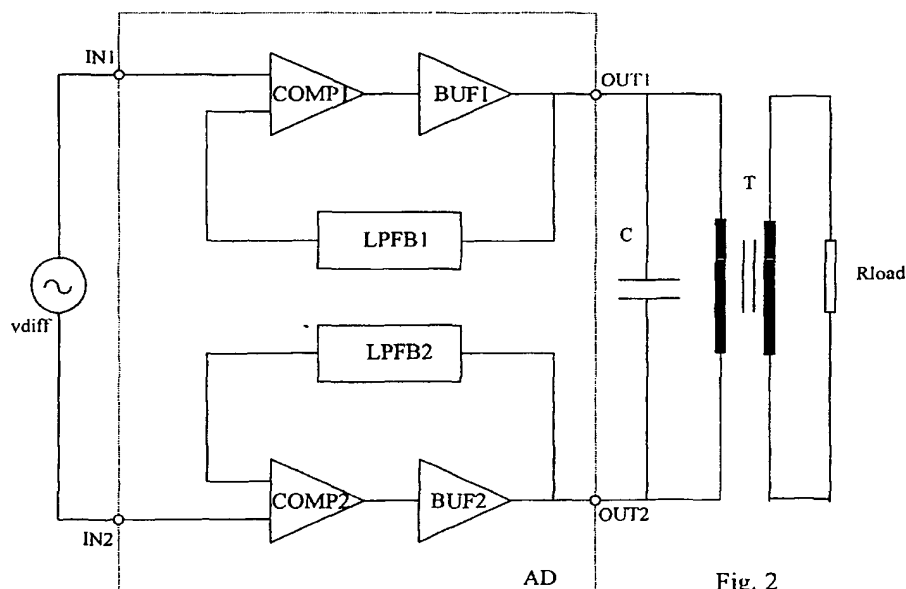 IN1
COMP1
BUF1
OUT1
LPFB1
C
T
Rload
vdiff
LPFB2
COMP2
BUF2
IN2
OUT2
AD
Fig. 2